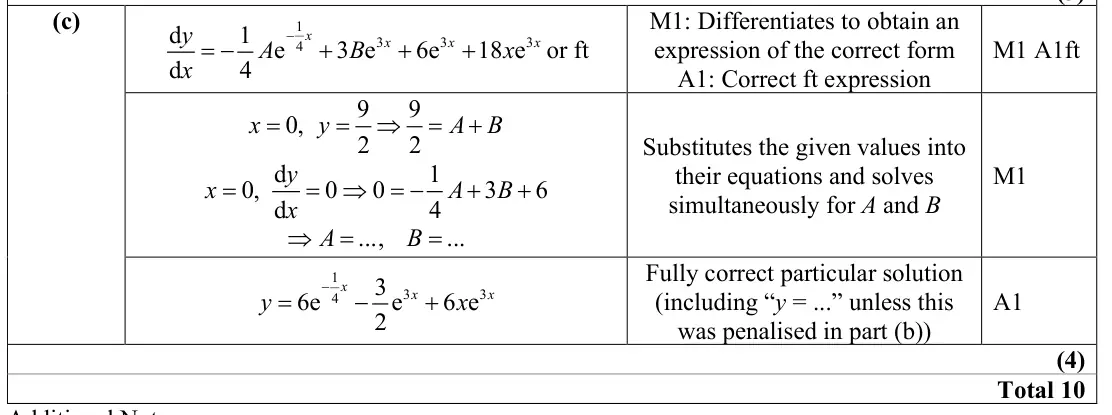 (c)
dy/dx = −1/4 Ae^(−1/4 x) + 3Be^(3x) + 6e^(3x) + 18xe^(3x) or ft
M1: Differentiates to obtain an
expression of the correct form
A1: Correct ft expression
M1 A1ft
x = 0, y = 9/2 ⇒ 9/2 = A + B
x = 0, dy/dx = 0 ⇒ 0 = −1/4 A + 3B + 6
⇒ A = ..., B = ...
Substitutes the given values into
their equations and solves
simultaneously for A and B
M1
y = 6e^(−1/4 x) − 3/2 e^(3x) + 6xe^(3x)
Fully correct particular solution
(including “y = ...” unless this
was penalised in part (b))
A1
(4)
Total 10